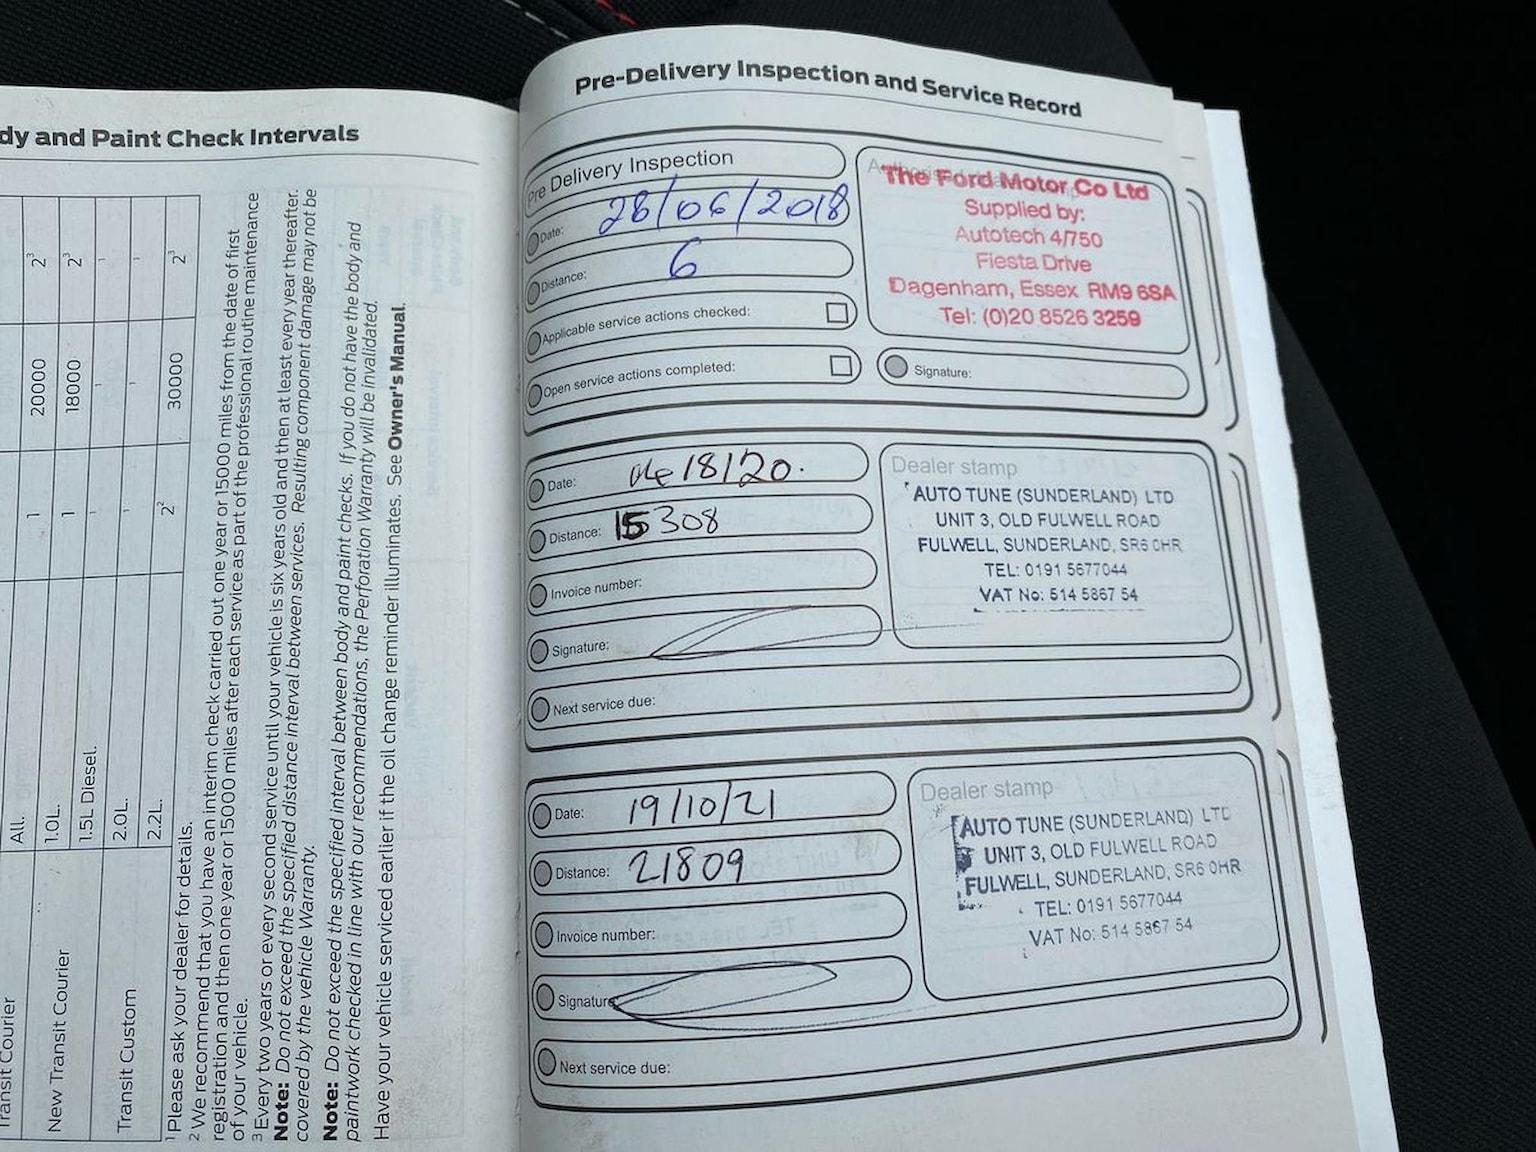 dy and Paint Check Intervals
All.
1.0L.
1.5L Diesel.
2.0L.
2.2L.
Transit Courier
New Transit Courier
Transit Custom
1 20000 2³
1 18000 2³
¹ ¹ ¹
¹ ¹ ¹
2² 30000 2³
¹ Please ask your dealer for details.
² We recommend that you have an interim check carried out one year or 15000 miles from the date of first
registration and then one year or 15000 miles after each service as part of the professional routine maintenance
of your vehicle.
³ Every two years or every second service until your vehicle is six years old and then at least every year thereafter.
Note: Do not exceed the specified distance interval between services. Resulting component damage may not be
covered by the vehicle Warranty.
Note: Do not exceed the specified interval between body and paint checks. If you do not have the body and
paintwork checked in line with our recommendations, the Perforation Warranty will be invalidated.
Have your vehicle serviced earlier if the oil change reminder illuminates. See Owner's Manual.
Pre-Delivery Inspection and Service Record
Pre Delivery Inspection
Date: 28/06/2018
Distance: 6
Applicable service actions checked:
Open service actions completed:
The Ford Motor Co Ltd
Supplied by:
Autotech 4/750
Fiesta Drive
Dagenham, Essex RM9 6SA
Tel: (0)20 8526 3259
Signature:
Date: 18/20.
Distance: 15308
Invoice number:
Signature:
Next service due:
Dealer stamp
AUTO TUNE (SUNDERLAND) LTD
UNIT 3, OLD FULWELL ROAD
FULWELL, SUNDERLAND, SR6 0HR
TEL: 0191 5677044
VAT No: 514 5867 54
Date: 19/10/21
Distance: 21809
Invoice number:
Signature
Next service due:
Dealer stamp
AUTO TUNE (SUNDERLAND) LTD
UNIT 3, OLD FULWELL ROAD
FULWELL, SUNDERLAND, SR6 0HR
TEL: 0191 5677044
VAT No: 514 5867 54